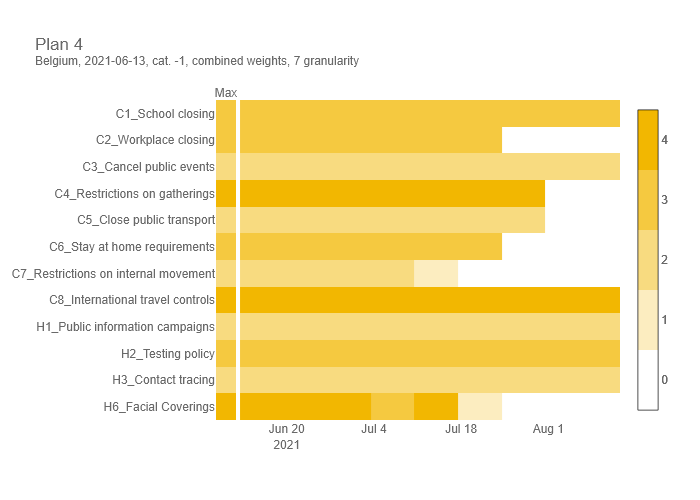 Plan 4
Belgium, 2021-06-13, cat. -1, combined weights, 7 granularity
Max
C1_School closing
C2_Workplace closing
C3_Cancel public events
C4_Restrictions on gatherings
C5_Close public transport
C6_Stay at home requirements
C7_Restrictions on internal movement
C8_International travel controls
H1_Public information campaigns
H2_Testing policy
H3_Contact tracing
H6_Facial Coverings
Jun 20 Jul 4 Jul 18 Aug 1
2021
4
3
2
1
0